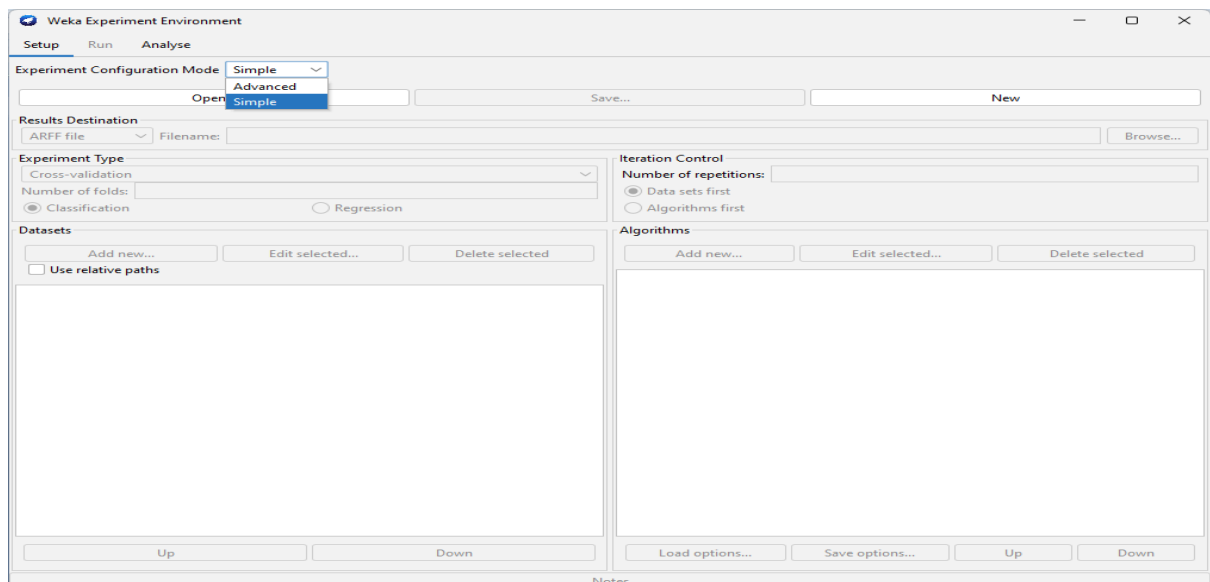 Weka Experiment Environment
Setup Run Analyse
Experiment Configuration Mode Simple
Advanced
Simple
Open Save... New
Results Destination
ARFF file Filename: Browse...
Experiment Type
Cross-validation
Number of folds:
Classification Regression
Iteration Control
Number of repetitions:
Data sets first
Algorithms first
Datasets
Add new... Edit selected... Delete selected
Use relative paths
Up Down
Algorithms
Add new... Edit selected... Delete selected
Load options... Save options... Up Down
Notes